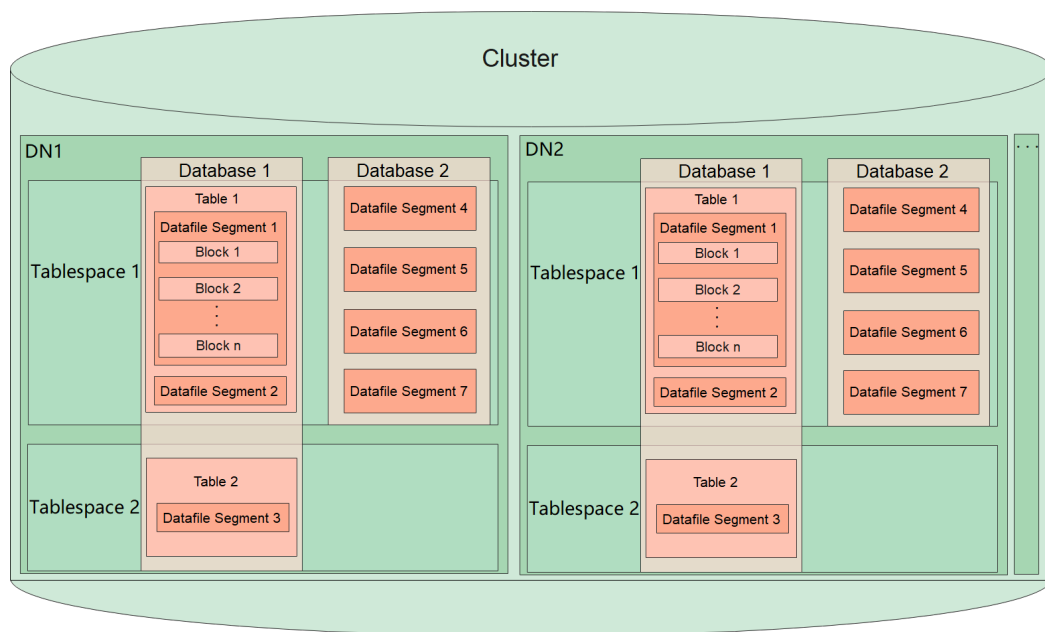 Cluster
DN1
Database 1
Database 2
Tablespace 1
Table 1
Datafile Segment 1
Block 1
Block 2
. . .
Block n
Datafile Segment 2
Datafile Segment 4
Datafile Segment 5
Datafile Segment 6
Datafile Segment 7
Tablespace 2
Table 2
Datafile Segment 3
DN2
Database 1
Database 2
Tablespace 1
Table 1
Datafile Segment 1
Block 1
Block 2
. . .
Block n
Datafile Segment 2
Datafile Segment 4
Datafile Segment 5
Datafile Segment 6
Datafile Segment 7
Tablespace 2
Table 2
Datafile Segment 3
. . .